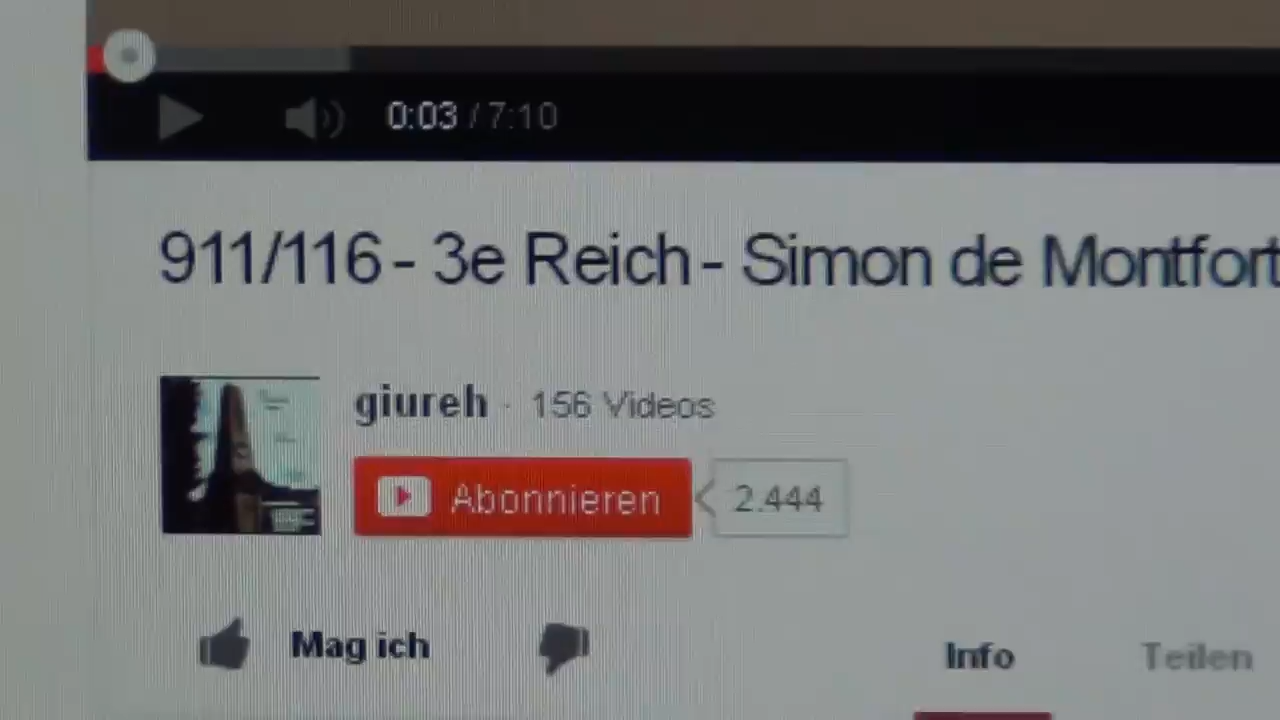 0:03 / 7:10
911/116 - 3e Reich - Simon de Montfort
giureh · 156 Videos
Abonnieren 2.444
Mag ich
Info Teilen